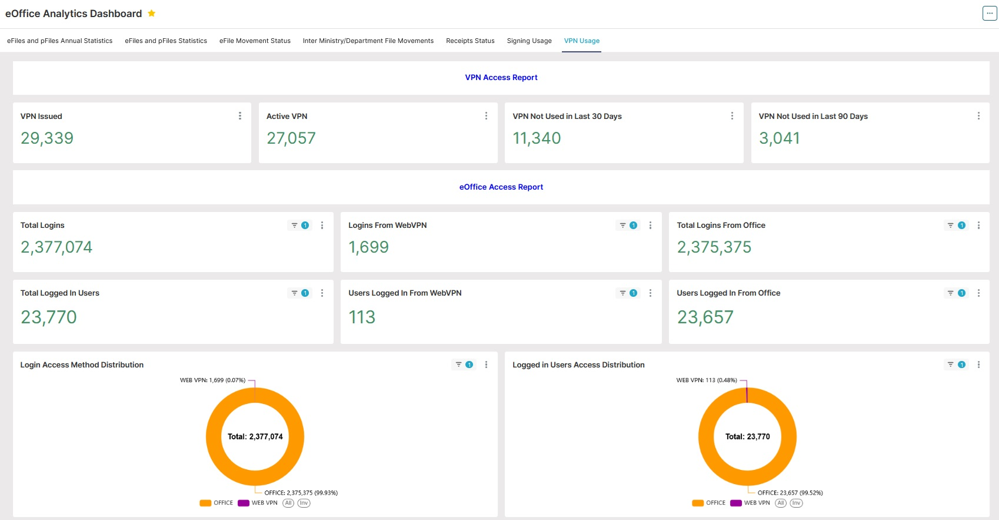 eOffice Analytics Dashboard
eFiles and pFiles Annual Statistics
eFiles and pFiles Statistics
eFile Movement Status
Inter Ministry/Department File Movements
Receipts Status
Signing Usage
VPN Usage
VPN Access Report
VPN Issued
29,339
Active VPN
27,057
VPN Not Used in Last 30 Days
11,340
VPN Not Used in Last 90 Days
3,041
eOffice Access Report
Total Logins
1
2,377,074
Logins From WebVPN
1
1,699
Total Logins From Office
1
2,375,375
Total Logged In Users
1
23,770
Users Logged In From WebVPN
1
113
Users Logged In From Office
1
23,657
Login Access Method Distribution
1
WEB VPN: 1,699 (0.07%)
Total: 2,377,074
OFFICE: 2,375,375 (99.93%)
OFFICE WEB VPN All Inv
Logged in Users Access Distribution
1
WEB VPN: 113 (0.48%)
Total: 23,770
OFFICE: 23,657 (99.52%)
OFFICE WEB VPN All Inv